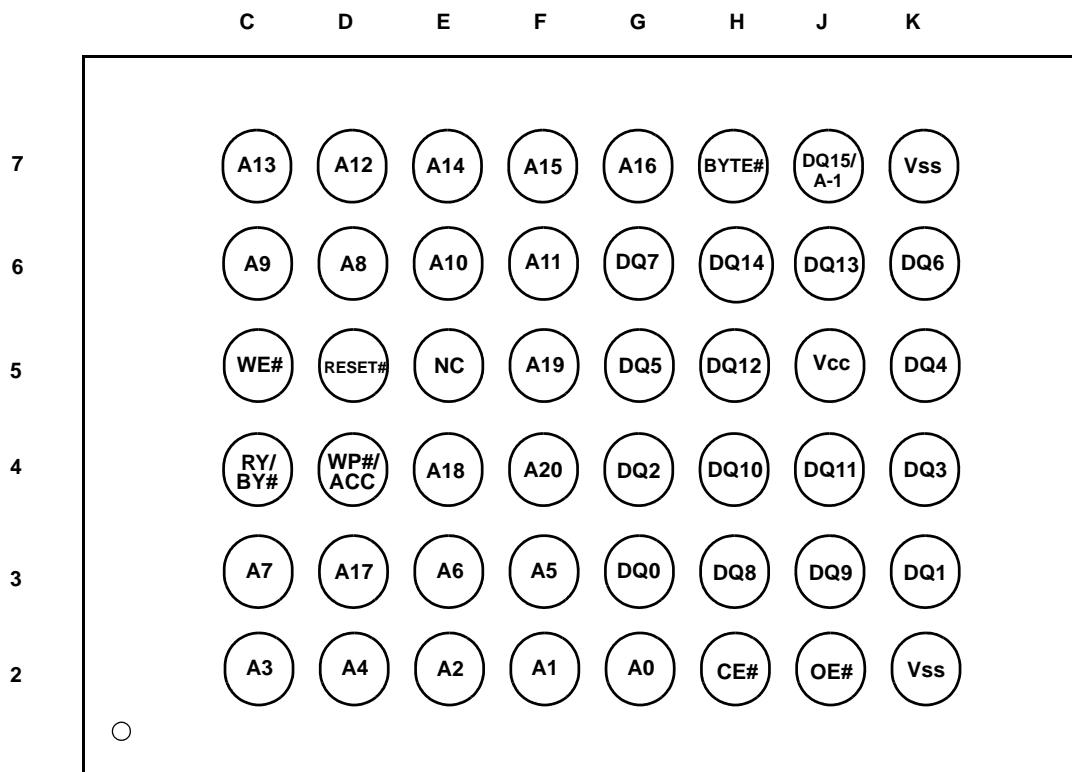 C D E F G H J K
7 A13 A12 A14 A15 A16 BYTE# DQ15/ A-1 Vss
6 A9 A8 A10 A11 DQ7 DQ14 DQ13 DQ6
5 WE# RESET# NC A19 DQ5 DQ12 Vcc DQ4
4 RY/ BY# WP#/ ACC A18 A20 DQ2 DQ10 DQ11 DQ3
3 A7 A17 A6 A5 DQ0 DQ8 DQ9 DQ1
2 A3 A4 A2 A1 A0 CE# OE# Vss